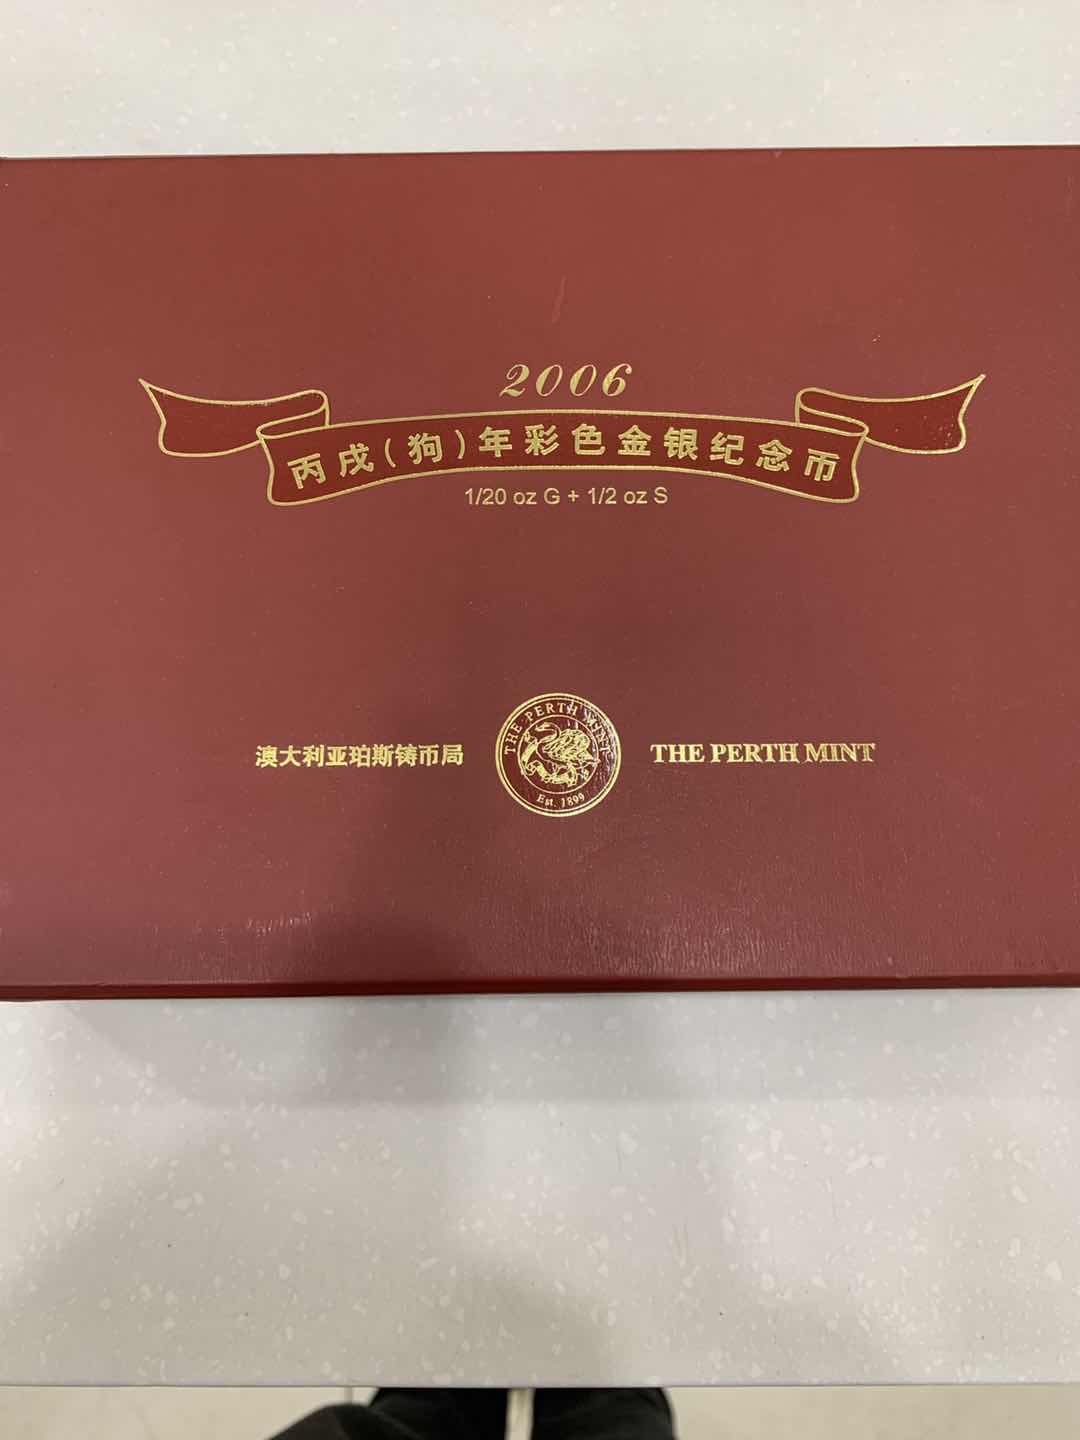 2006
丙戌(狗)年彩色金银纪念币
1/20 oz G + 1/2 oz S
澳大利亚珀斯铸币局
THE PERTH MINT
Est. 1899
THE PERTH MINT